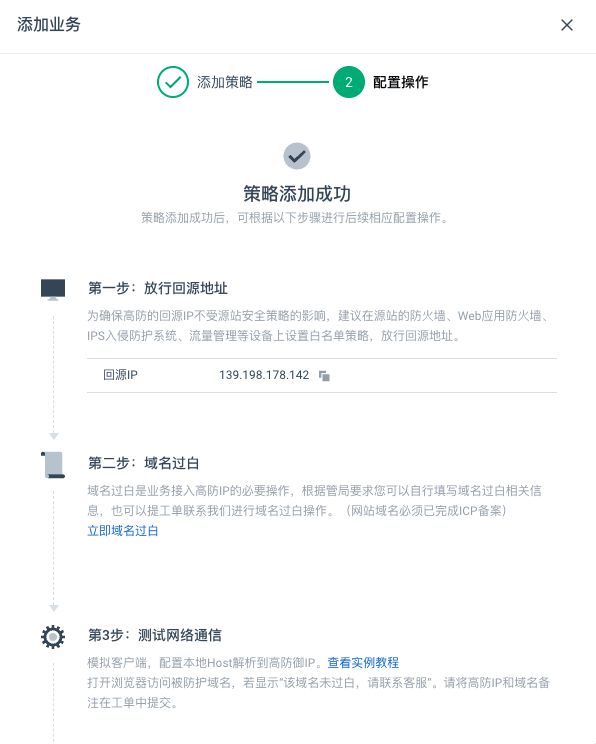 添加业务
添加策略
2 配置操作
策略添加成功
策略添加成功后，可根据以下步骤进行后续相应配置操作。
第一步：放行回源地址
为确保高防的回源IP不受源站安全策略的影响，建议在源站的防火墙、Web应用防火墙、
IPS入侵防护系统、流量管理等设备上设置白名单策略，放行回源地址。
回源IP 139.198.178.142
第二步：域名过白
域名过白是业务接入高防IP的必要操作，根据管局要求您可以自行填写域名过白相关信
息，也可以提工单联系我们进行域名过白操作。（网站域名必须已完成ICP备案）
立即域名过白
第3步：测试网络通信
模拟客户端，配置本地Host解析到高防御IP。查看实例教程
打开浏览器访问被防护域名，若显示“该域名未过白，请联系客服”。请将高防IP和域名备
注在工单中提交。